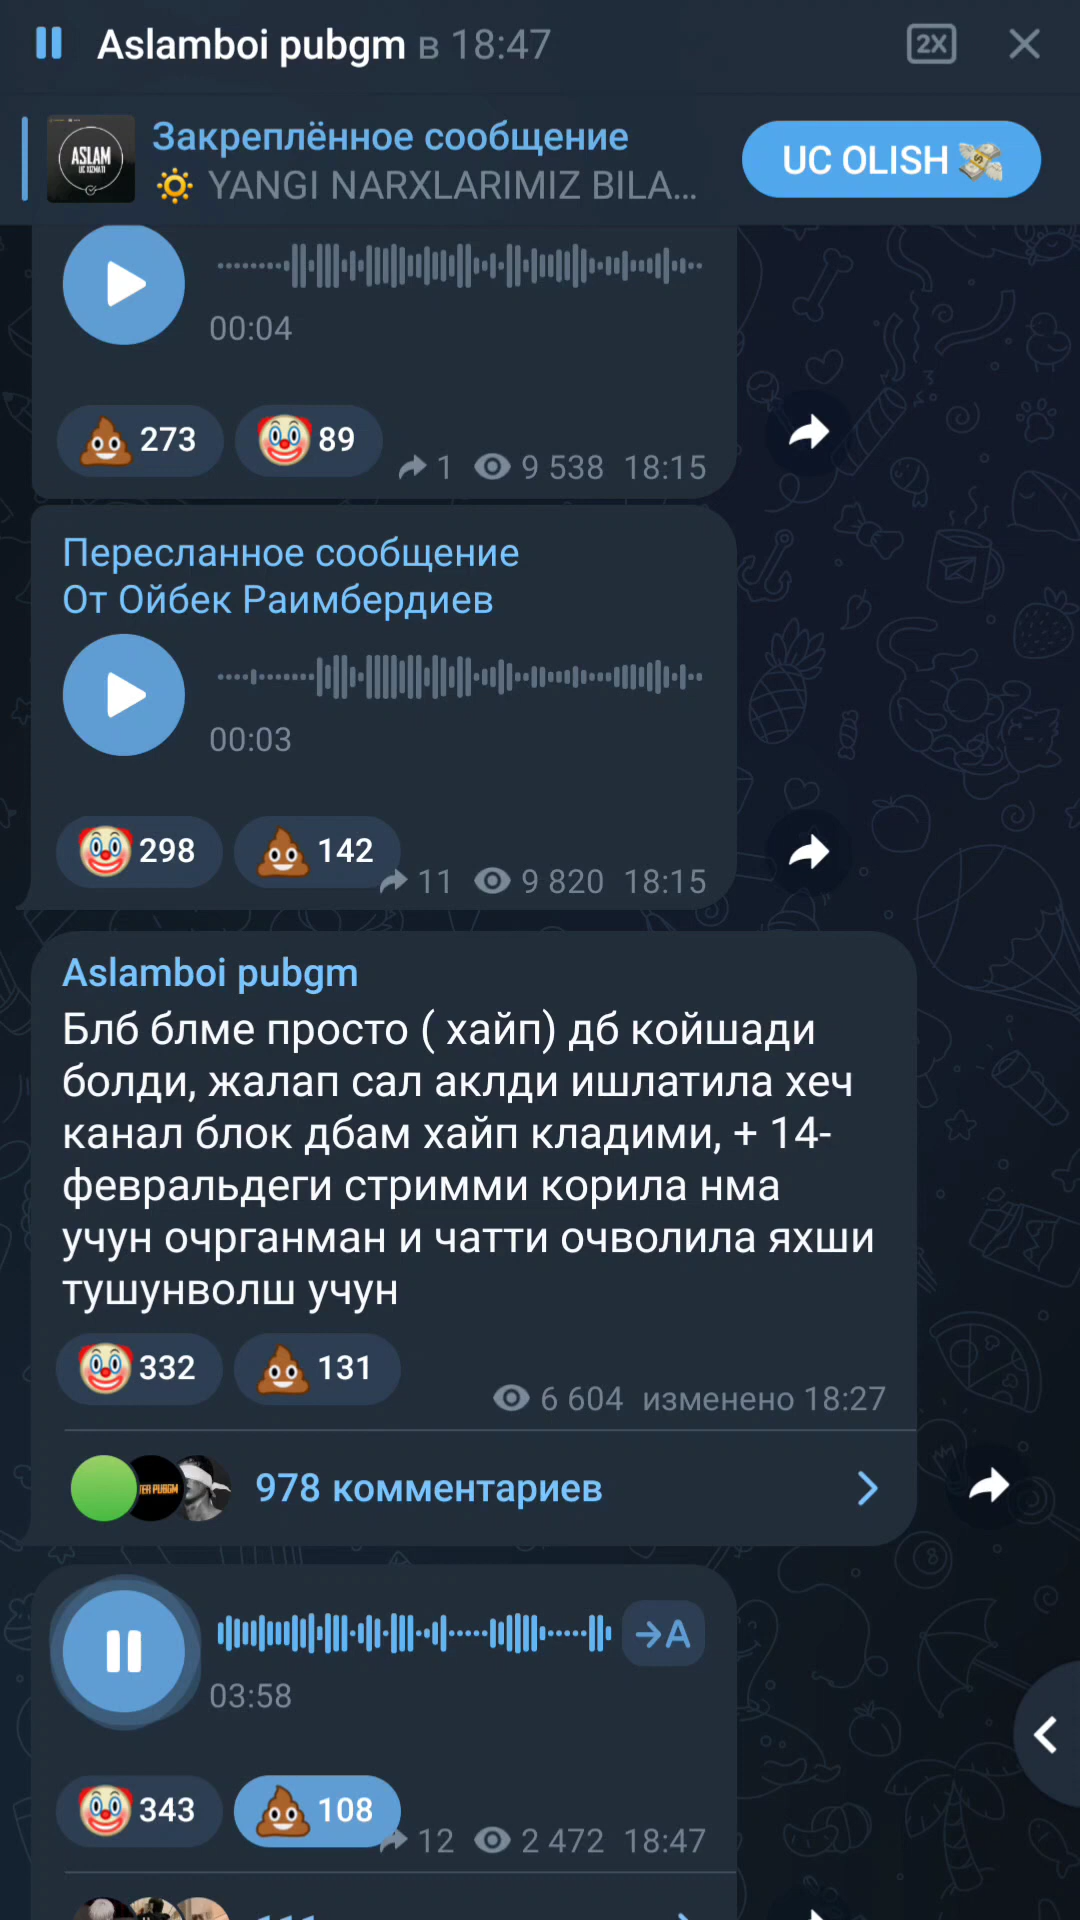 Aslamboi pubgm в 18:47
2X
ASLAM
Закреплённое сообщение
YANGI NARXLARIMIZ BILA...
UC OLISH
00:04
273
89
1
9 538
18:15
Пересланное сообщение
От Ойбек Раимбердиев
00:03
298
142
11
9 820
18:15
Aslamboi pubgm
Блб блме просто ( хайп) дб койшади
болди, жалап сал аклди ишлатила хеч
канал блок дбам хайп кладими, + 14-
февральдеги стримми корила нма
учун очрганман и чатти очволила яхши
тушунволш учун
332
131
6 604
изменено 18:27
978 комментариев
→A
03:58
343
108
12
2 472
18:47